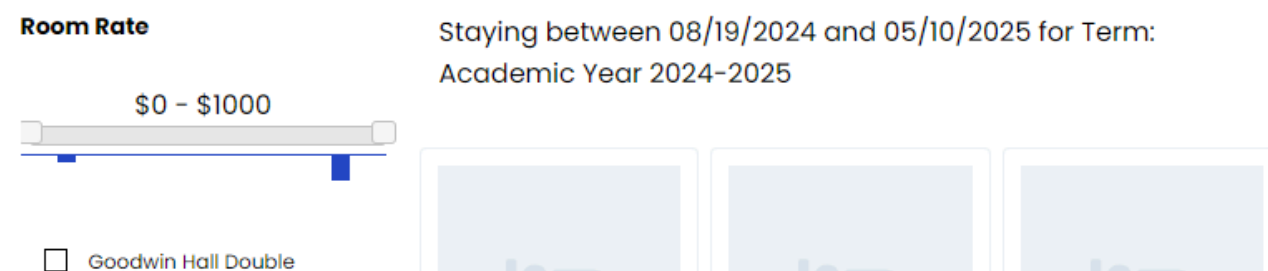 Room Rate
$0 - $1000
Goodwin Hall Double
Staying between 08/19/2024 and 05/10/2025 for Term:
Academic Year 2024-2025